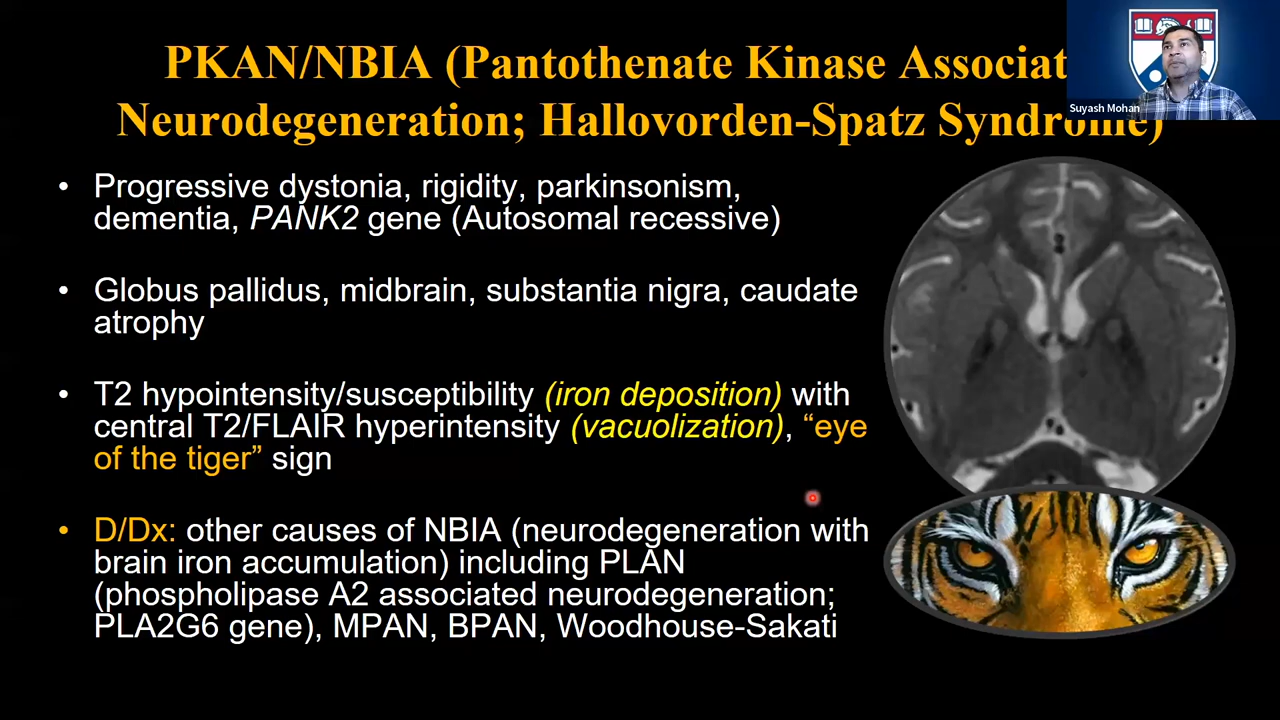 PKAN/NBIA (Pantothenate Kinase Associat
Neurodegeneration; Hallovorden-Spatz Syndrome)
Suyash Mohan
• Progressive dystonia, rigidity, parkinsonism,
dementia, PANK2 gene (Autosomal recessive)
• Globus pallidus, midbrain, substantia nigra, caudate
atrophy
• T2 hypointensity/susceptibility (iron deposition) with
central T2/FLAIR hyperintensity (vacuolization), “eye
of the tiger” sign
• D/Dx: other causes of NBIA (neurodegeneration with
brain iron accumulation) including PLAN
(phospholipase A2 associated neurodegeneration;
PLA2G6 gene), MPAN, BPAN, Woodhouse-Sakati